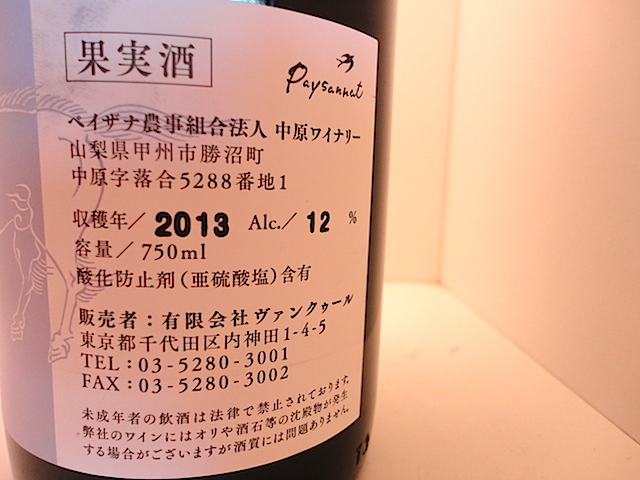 果実酒
Paysannat
ペイザナ農事組合法人 中原ワイナリー
山梨県甲州市勝沼町
中原字落合5288番地1
収穫年／ 2013 Alc.／ 12 %
容量／750ml
酸化防止剤（亜硫酸塩）含有
販売者：有限会社ヴァンクゥール
東京都千代田区内神田1-4-5
TEL：03-5280-3001
FAX：03-5280-3002
未成年者の飲酒は法律で禁止されております。
弊社のワインにはオリや酒石等の沈殿物が発生
する場合がございますが酒質には問題ありません。